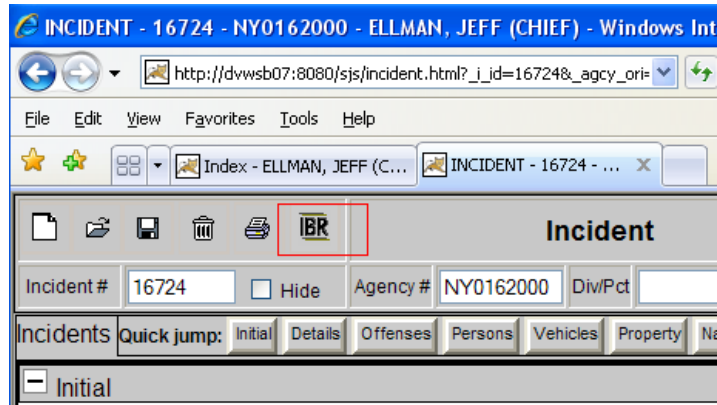 INCIDENT - 16724 - NY0162000 - ELLMAN, JEFF (CHIEF) - Windows Int
http://dvwsb07:8080/sjs/incident.html?_i_id=16724&_agcy_ori=
File Edit View Favorites Tools Help
Index - ELLMAN, JEFF (C... INCIDENT - 16724 - ... X
IBR Incident
Incident # 16724 Hide Agency # NY0162000 Div/Pct
Incidents Quick jump: Initial Details Offenses Persons Vehicles Property Na
Initial